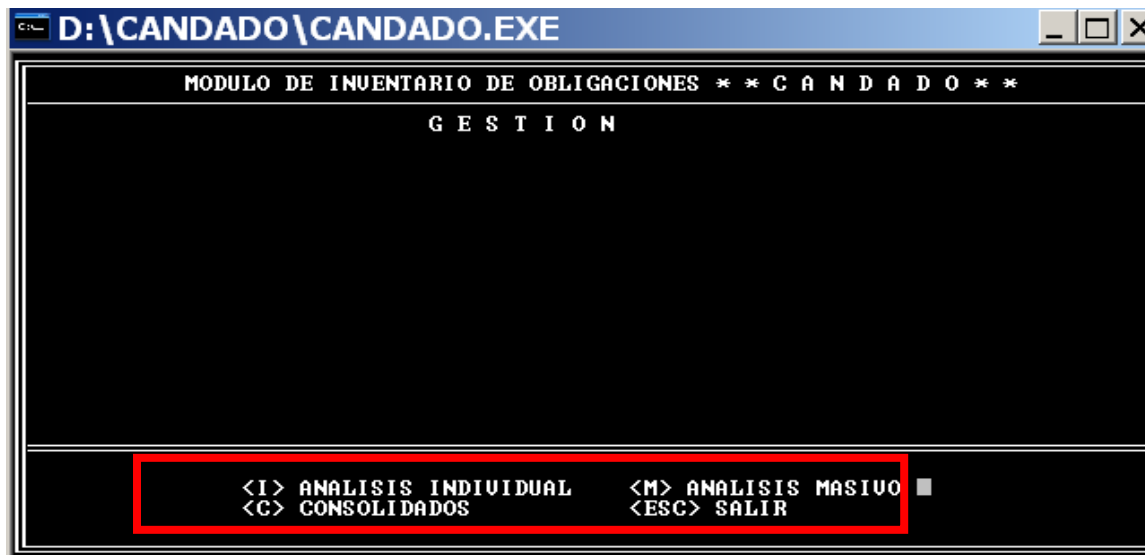 D:\CANDADO\CANDADO.EXE
MODULO DE INVENTARIO DE OBLIGACIONES * * C A N D A D O * *
G E S T I O N
<I> ANALISIS INDIVIDUAL <M> ANALISIS MASIVO
<C> CONSOLIDADOS <ESC> SALIR